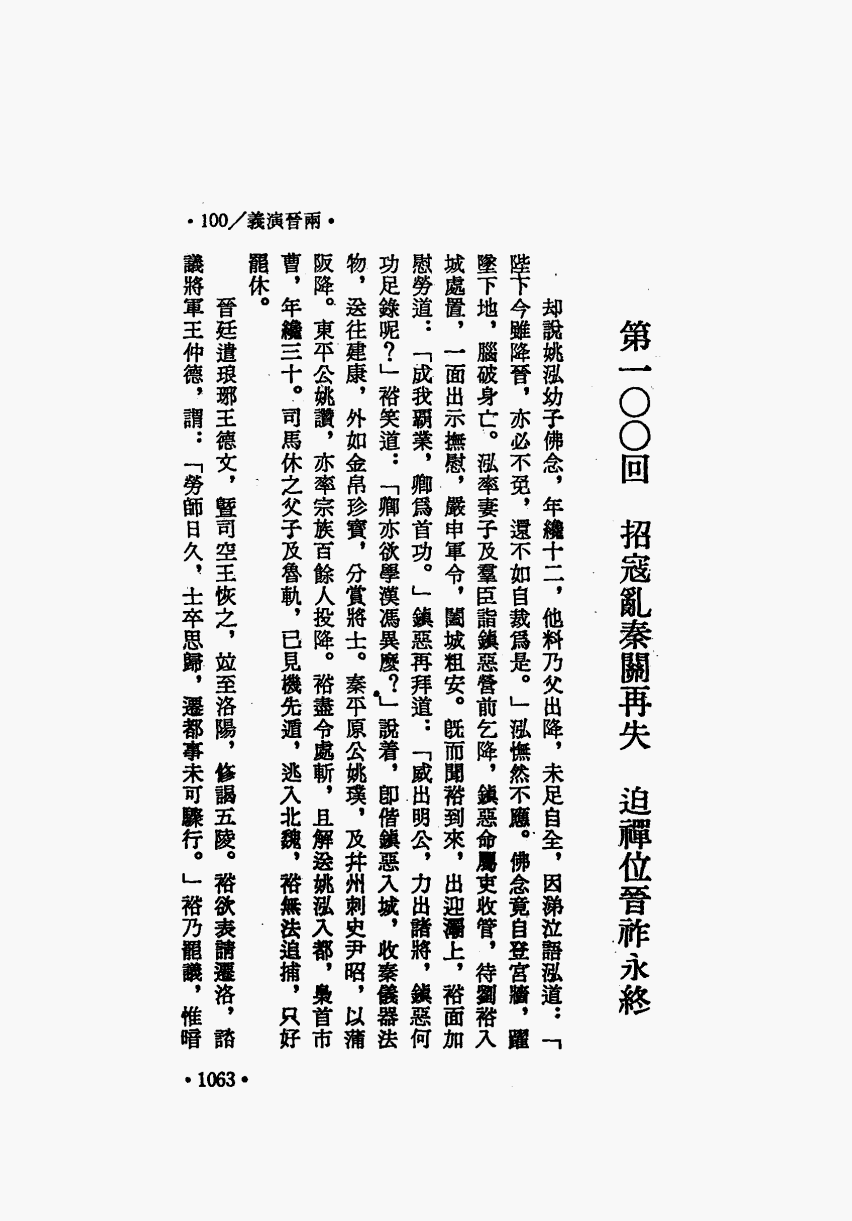 ·100／義演晉兩·
第一〇〇回　招寇亂秦關再失　迫禪位晉祚永終
却說姚泓幼子佛念，年纔十二，他料乃父出降，未足自全，因涕泣語泓道：「
陛下今雖降晉，亦必不免，還不如自裁爲是。」泓憮然不應。佛念竟自登宮牆，躍
墜下地，腦破身亡。泓率妻子及羣臣詣鎮惡營前乞降，鎮惡命屬吏收管，待劉裕入
城處置，一面出示撫慰，嚴申軍令，闔城粗安。旣而聞裕到來，出迎灞上，裕面加
慰勞道：「成我覇業，卿爲首功。」鎮惡再拜道：「威出明公，力出諸將，鎮惡何
功足錄呢？」裕笑道：「卿亦欲學漢馮異麽？」說着，卽偕鎮惡入城，收秦儀器法
物，送往建康，外如金帛珍寶，分賞將士。秦平原公姚璞，及幷州刺史尹昭，以蒲
阪降。東平公姚讚，亦率宗族百餘人投降。裕盡令處斬，且解送姚泓入都，梟首市
曹，年纔三十。司馬休之父子及魯軌，已見機先遁，逃入北魏，裕無法追捕，只好
罷休。
晉廷遣琅琊王德文，曁司空王恢之，竝至洛陽，修謁五陵。裕欲表請遷洛，諮
議將軍王仲德，謂：「勞師日久，士卒思歸，遷都事未可驟行。」裕乃罷議，惟暗
·1063·